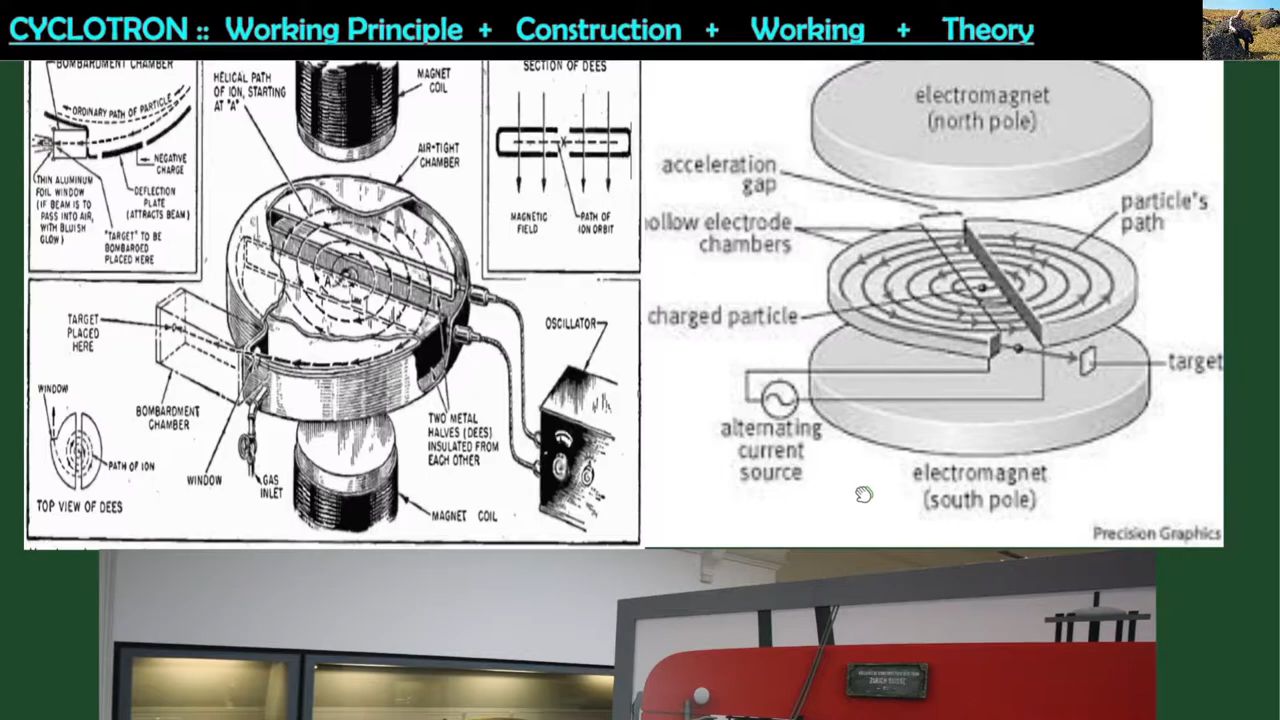 CYCLOTRON :: Working Principle + Construction + Working + Theory
BOMBARDMENT CHAMBER
ORDINARY PATH OF PARTICLE
NEGATIVE
CHARGE
THIN ALUMINUM
FOIL WINDOW
(IF BEAM IS TO
PASS INTO AIR,
WITH BLUISH
GLOW)
DEFLECTION
PLATE
(ATTRACTS BEAM)
"TARGET" TO BE
BOMBARDED
PLACED HERE
HELICAL PATH
OF ION, STARTING
AT "A"
MAGNET
COIL
AIR-TIGHT
CHAMBER
A
SECTION OF DEES
MAGNETIC
FIELD
PATH OF
ION ORBIT
TARGET
PLACED
HERE
OSCILLATOR
WINDOW
BOMBARDMENT
CHAMBER
PATH OF ION
TOP VIEW OF DEES
WINDOW
GAS
INLET
TWO METAL
HALVES (DEES)
INSULATED FROM
EACH OTHER
MAGNET COIL
electromagnet
(north pole)
acceleration
gap
particle's
path
hollow electrode
chambers
charged particle
target
alternating
current
source
electromagnet
(south pole)
Precision Graphics